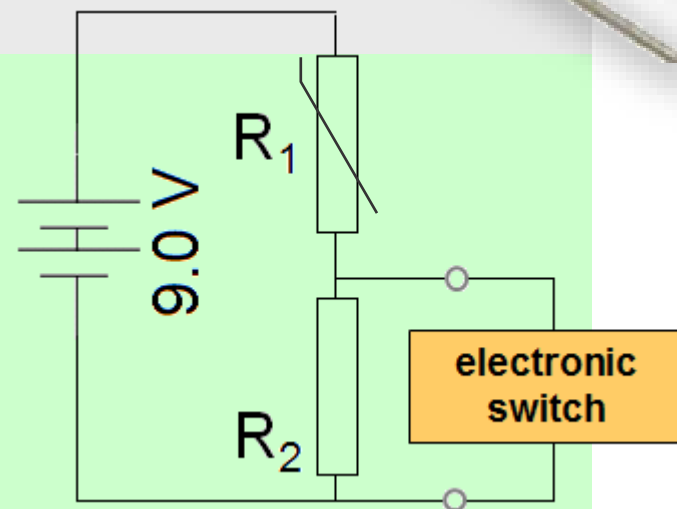 R₁
9.0 V
electronic
switch
R₂